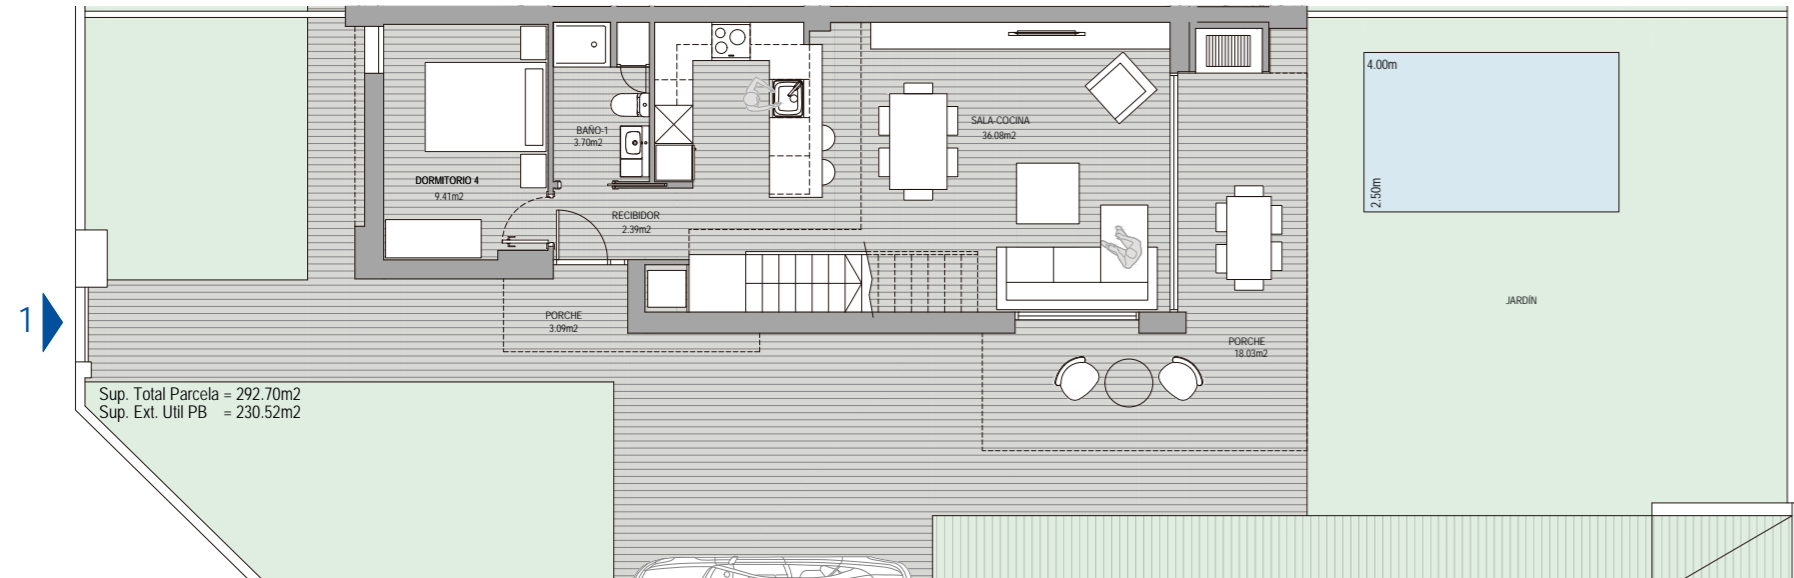 4.00m
2.50m
BAÑO-1
3.70m2
SALA-COCINA
36.08m2
DORMITORIO 4
9.41m2
RECIBIDOR
2.39m2
JARDÍN
1
PORCHE
3.09m2
PORCHE
18.03m2
Sup. Total Parcela = 292.70m2
Sup. Ext. Util PB = 230.52m2